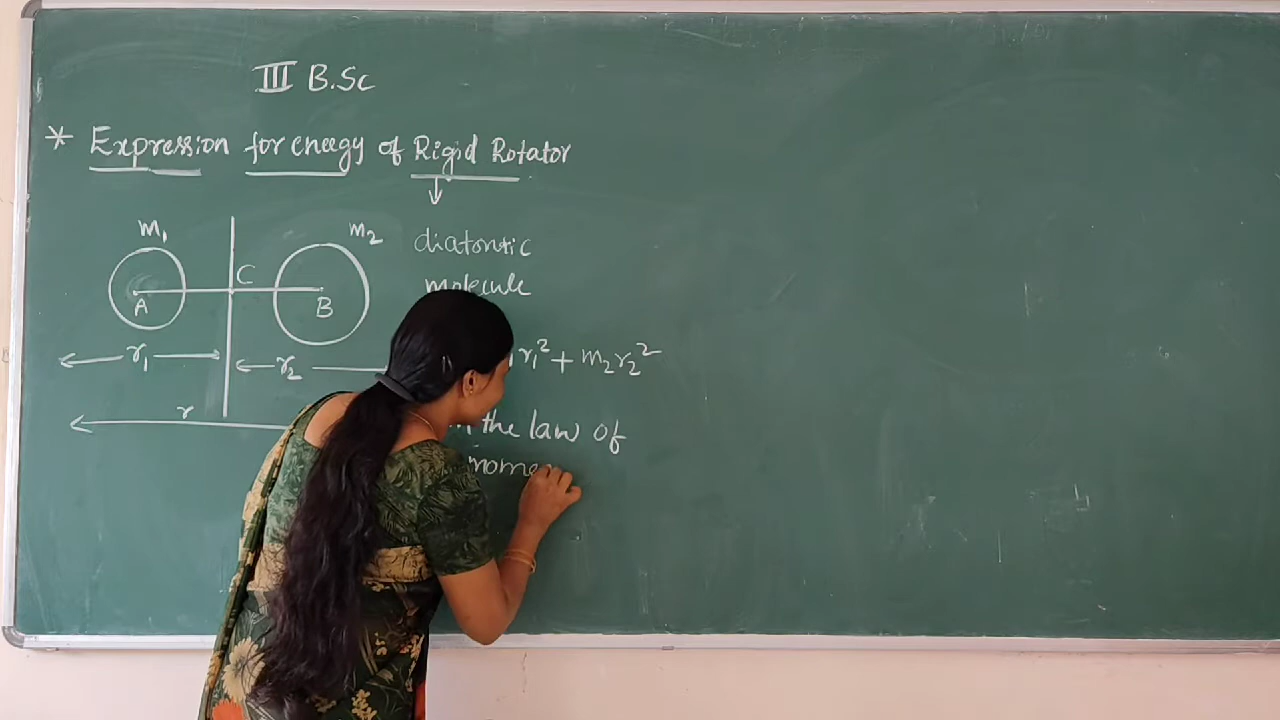 III B.Sc
* Expression for energy of Rigid Rotator
↓
m₁
m₂
diatomic
molecule
C
A
B
r₁
r₂
r₁² + m₂r₂²
r
the law of
mome